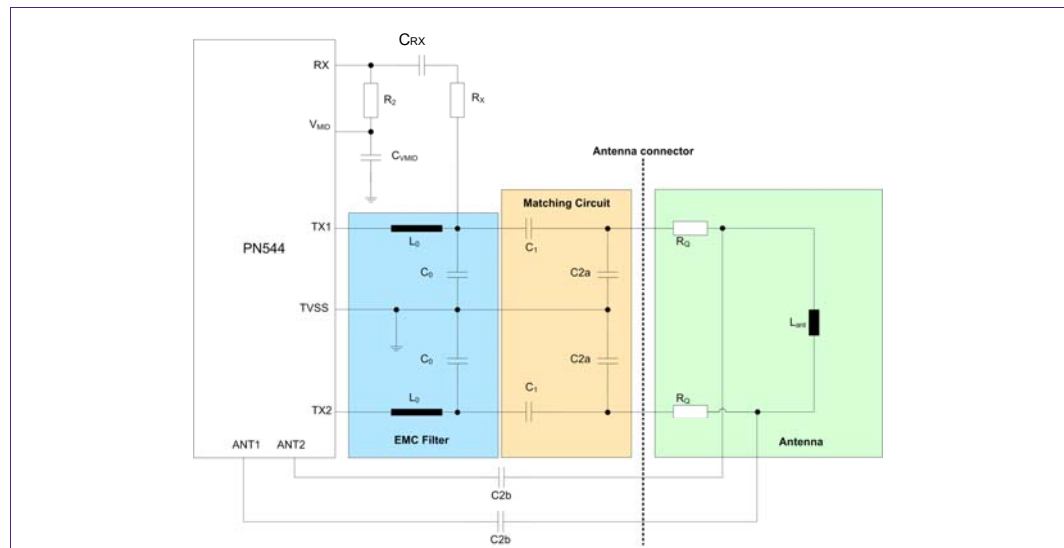 CRX
RX
R2
RX
VMID
CVMID
Antenna connector
Matching Circuit
TX1
PN544
L0
C1
RQ
C0
C2a
TVSS
Lant
C0
C2a
C1
TX2
L0
RQ
EMC Filter
Antenna
ANT1
ANT2
C2b
C2b